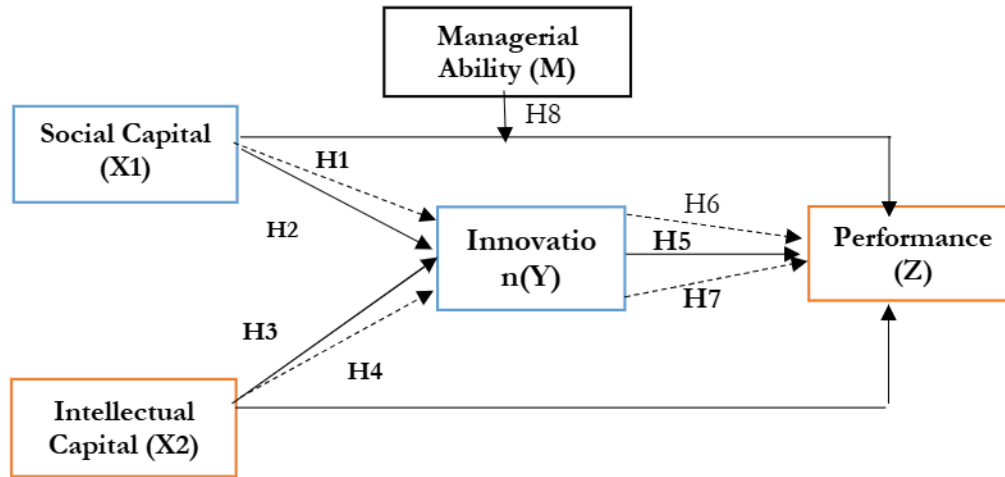 Managerial
Ability (M)
H8
Social Capital
(X1)
H1
H2
H6
Innovatio
n(Y)
H5
Performance
(Z)
H7
H3
H4
Intellectual
Capital (X2)